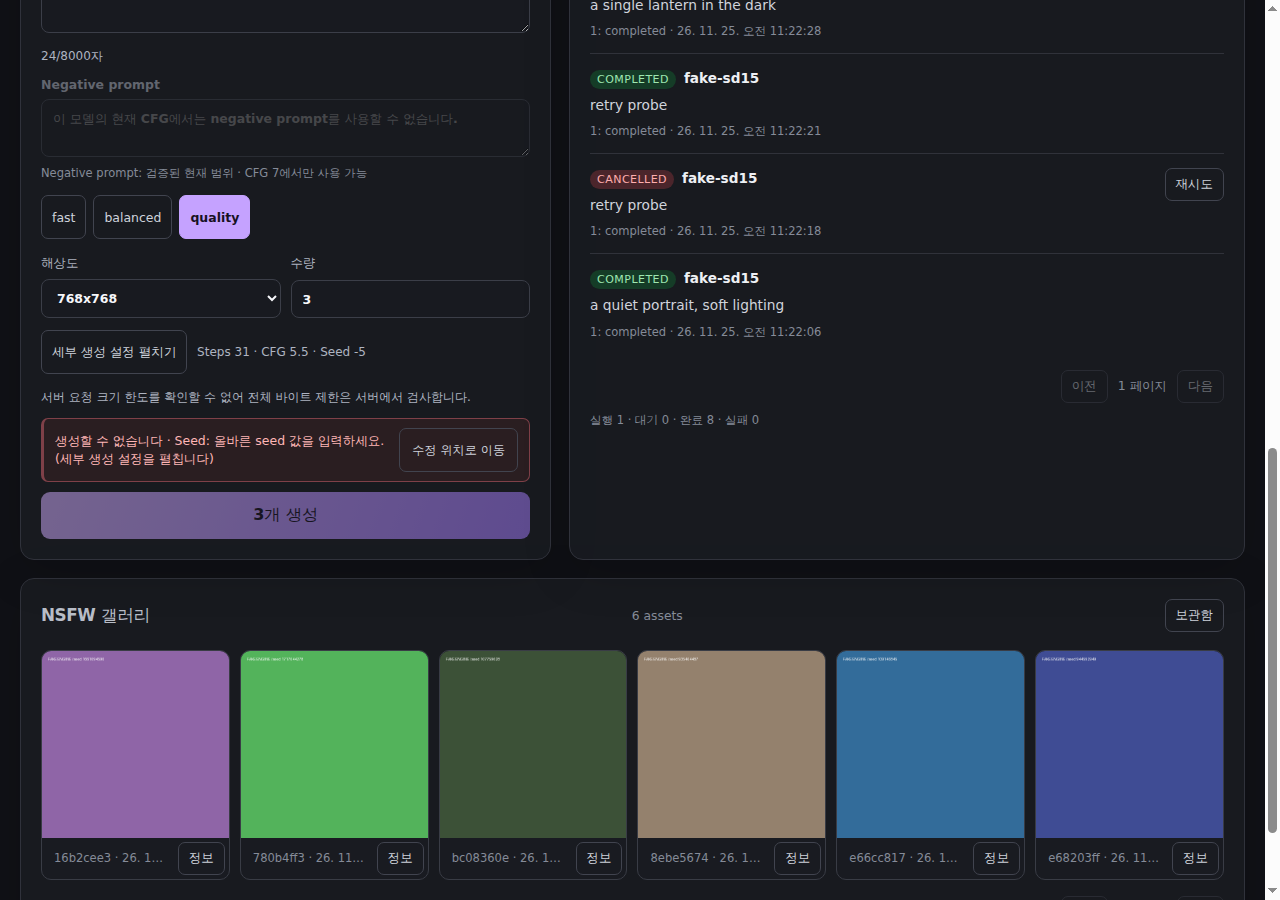 24/8000자
Negative prompt
이 모델의 현재 CFG에서는 negative prompt를 사용할 수 없습니다.
Negative prompt: 검증된 현재 범위 · CFG 7에서만 사용 가능
fast
balanced
quality
해상도
수량
768x768
3
세부 생성 설정 펼치기
Steps 31 · CFG 5.5 · Seed -5
서버 요청 크기 한도를 확인할 수 없어 전체 바이트 제한은 서버에서 검사합니다.
생성할 수 없습니다 · Seed: 올바른 seed 값을 입력하세요.
(세부 생성 설정을 펼칩니다)
수정 위치로 이동
3개 생성
a single lantern in the dark
1: completed · 26. 11. 25. 오전 11:22:28
COMPLETED fake-sd15
retry probe
1: completed · 26. 11. 25. 오전 11:22:21
CANCELLED fake-sd15
재시도
retry probe
1: completed · 26. 11. 25. 오전 11:22:18
COMPLETED fake-sd15
a quiet portrait, soft lighting
1: completed · 26. 11. 25. 오전 11:22:06
이전
1 페이지
다음
실행 1 · 대기 0 · 완료 8 · 실패 0
NSFW 갤러리
6 assets
보관함
16b2cee3 · 26. 1...
정보
780b4ff3 · 26. 11...
정보
bc08360e · 26. 1...
정보
8ebe5674 · 26. 1...
정보
e66cc817 · 26. 1...
정보
e68203ff · 26. 11...
정보